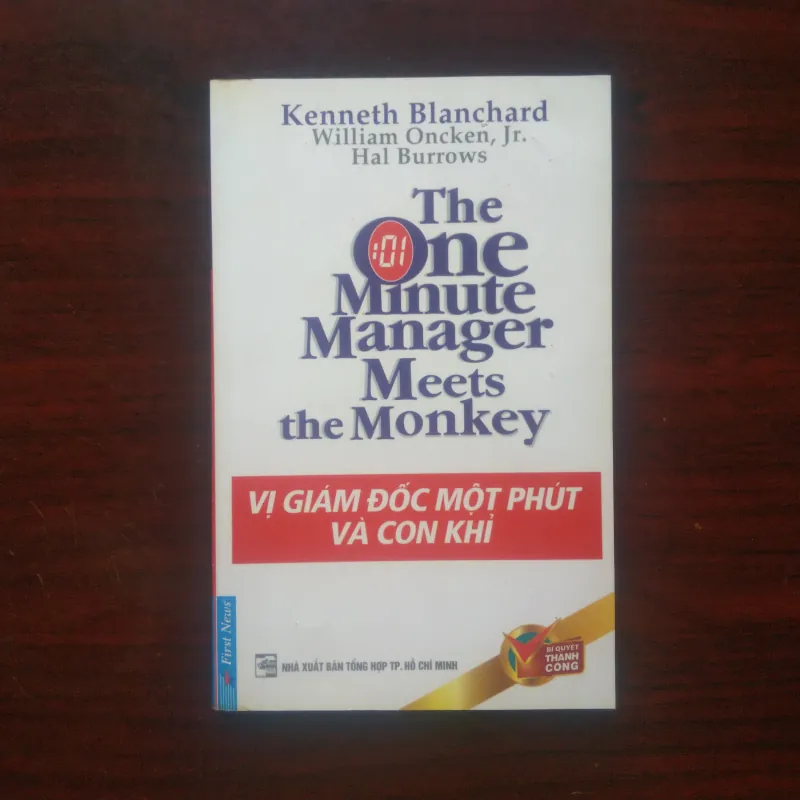 Kenneth Blanchard
William Oncken, Jr.
Hal Burrows
The
:01
One
Minute
Manager
Meets
the Monkey
VỊ GIÁM ĐỐC MỘT PHÚT
VÀ CON KHỈ
First News
NHÀ XUẤT BẢN TỔNG HỢP TP. HỒ CHÍ MINH
BÍ QUYẾT
THÀNH
CÔNG